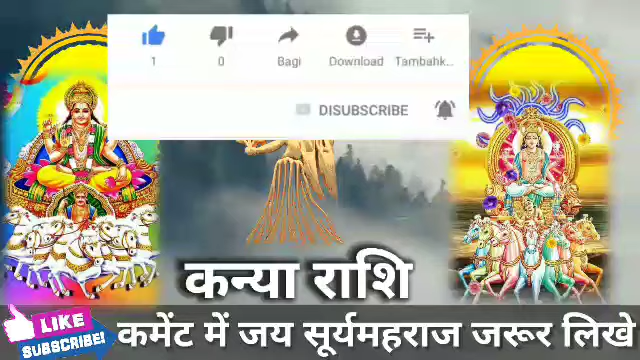 1 0 Bagi Download Tambahk...
DISUBSCRIBE
कन्या राशि
LIKE
SUBSCRIBE!
कमेंट में जय सूर्यमहराज जरूर लिखे